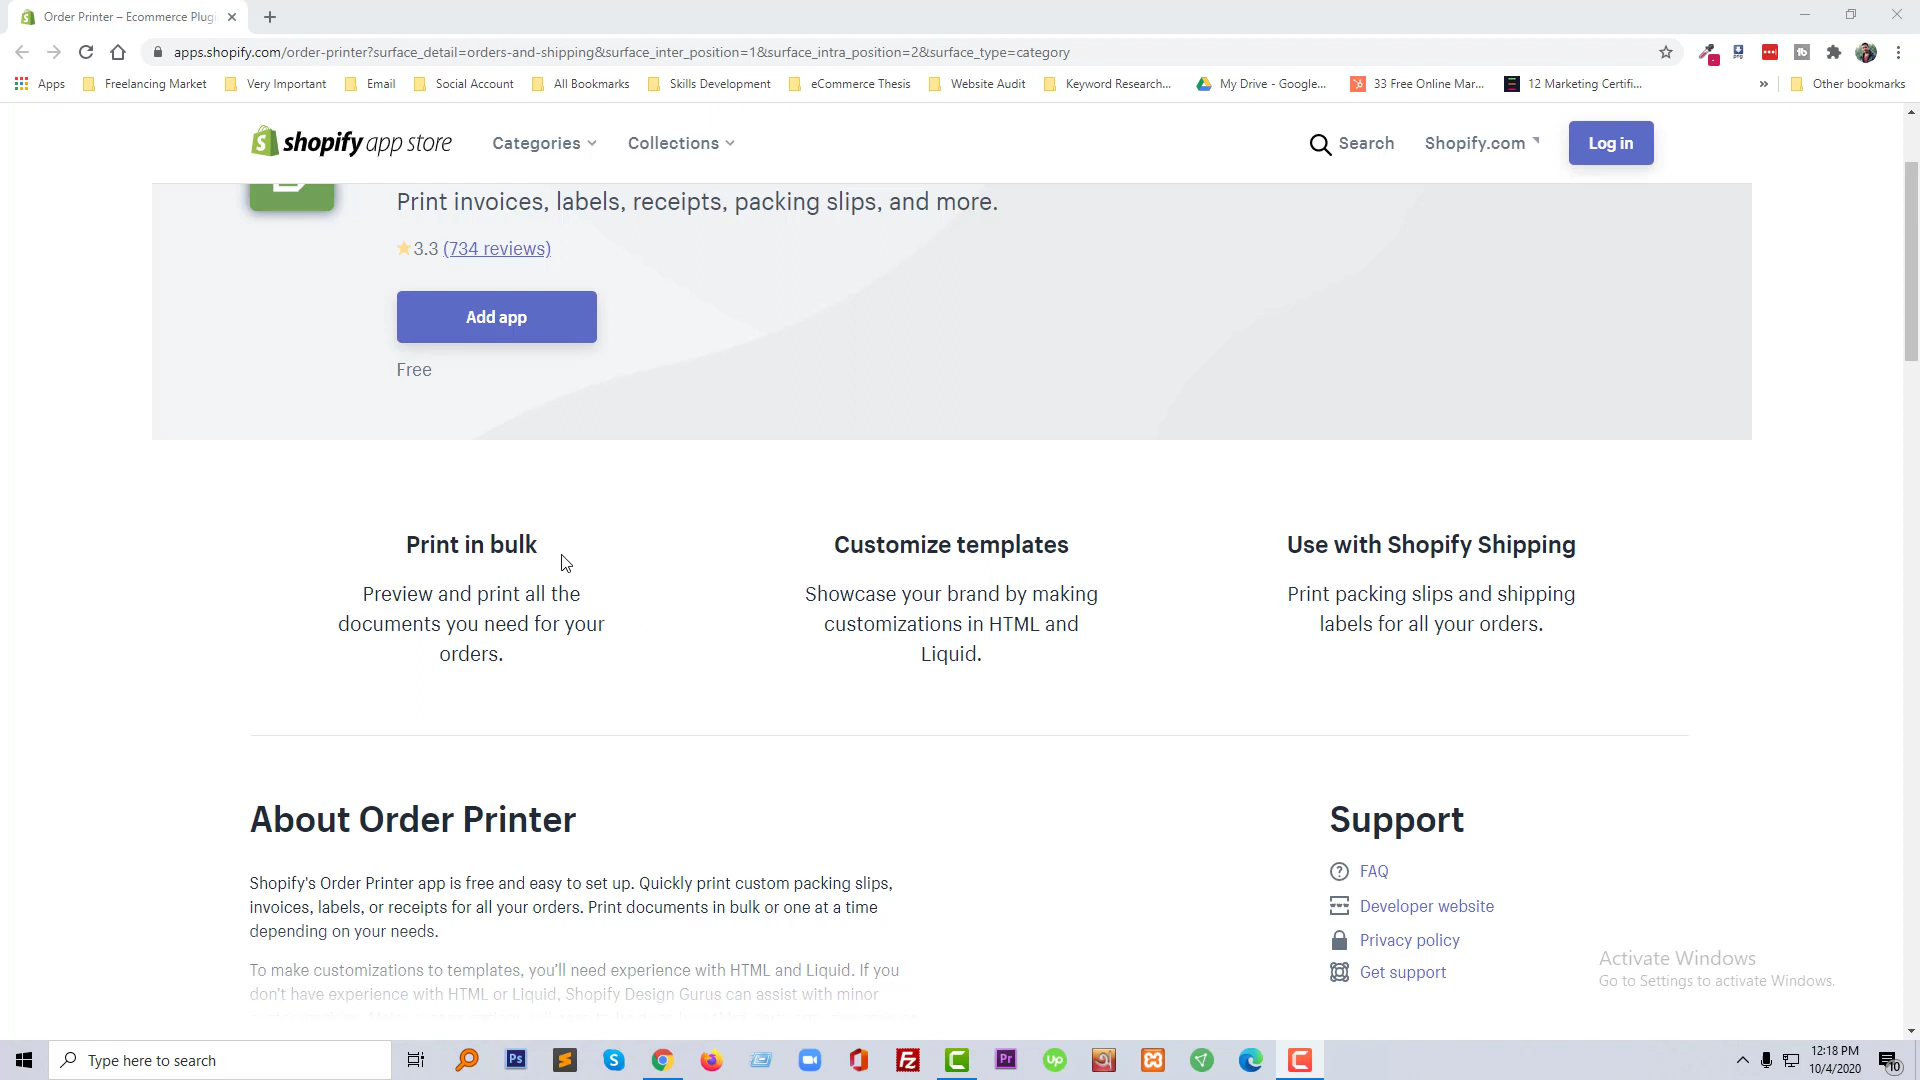 Order Printer – Ecommerce Plugi
apps.shopify.com/order-printer?surface_detail=orders-and-shipping&surface_inter_position=1&surface_intra_position=2&surface_type=category
Apps
Freelancing Market
Very Important
Email
Social Account
All Bookmarks
Skills Development
eCommerce Thesis
Website Audit
Keyword Research...
My Drive - Google...
33 Free Online Mar...
12 Marketing Certifi...
»
Other bookmarks
shopify app store
Categories
Collections
Search
Shopify.com
Log in
Print invoices, labels, receipts, packing slips, and more.
3.3 (734 reviews)
Add app
Free
Print in bulk
Preview and print all the
documents you need for your
orders.
Customize templates
Showcase your brand by making
customizations in HTML and
Liquid.
Use with Shopify Shipping
Print packing slips and shipping
labels for all your orders.
About Order Printer
Shopify's Order Printer app is free and easy to set up. Quickly print custom packing slips,
invoices, labels, or receipts for all your orders. Print documents in bulk or one at a time
depending on your needs.
To make customizations to templates, you'll need experience with HTML and Liquid. If you
don't have experience with HTML or Liquid, Shopify Design Gurus can assist with minor
Support
FAQ
Developer website
Privacy policy
Get support
Activate Windows
Go to Settings to activate Windows.
Type here to search
12:18 PM
10/4/2020
10